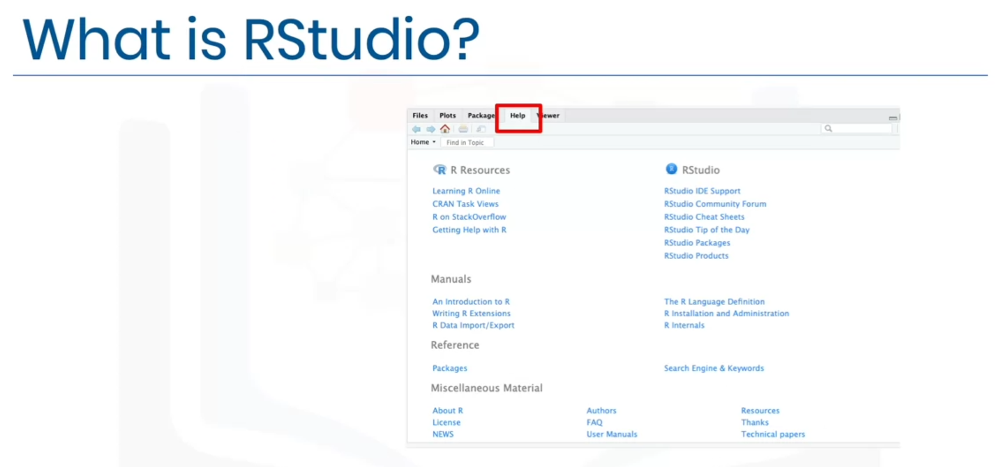 What is RStudio?
Files Plots Package Help Viewer
Home Find in Topic
R Resources
Learning R Online
CRAN Task Views
R on StackOverflow
Getting Help with R
RStudio
RStudio IDE Support
RStudio Community Forum
RStudio Cheat Sheets
RStudio Tip of the Day
RStudio Packages
RStudio Products
Manuals
An Introduction to R
Writing R Extensions
R Data Import/Export
The R Language Definition
R Installation and Administration
R Internals
Reference
Packages
Search Engine & Keywords
Miscellaneous Material
About R
License
NEWS
Authors
FAQ
User Manuals
Resources
Thanks
Technical papers